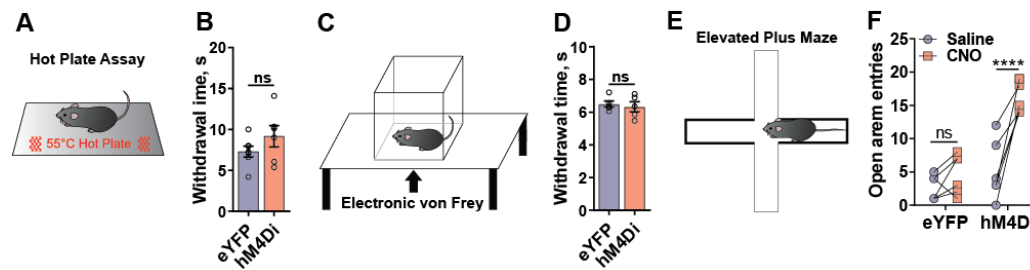 A
Hot Plate Assay
55°C Hot Plate
B
Withdrawal ime, s
20
15
10
5
0
ns
eYFP
hM4Di
C
Electronic von Frey
D
Withdrawal time, s
10
8
6
4
2
0
ns
eYFP
hM4Di
E
Elevated Plus Maze
F
Saline
CNO
Open arem entries
25
20
15
10
5
0
ns
****
eYFP
hM4D